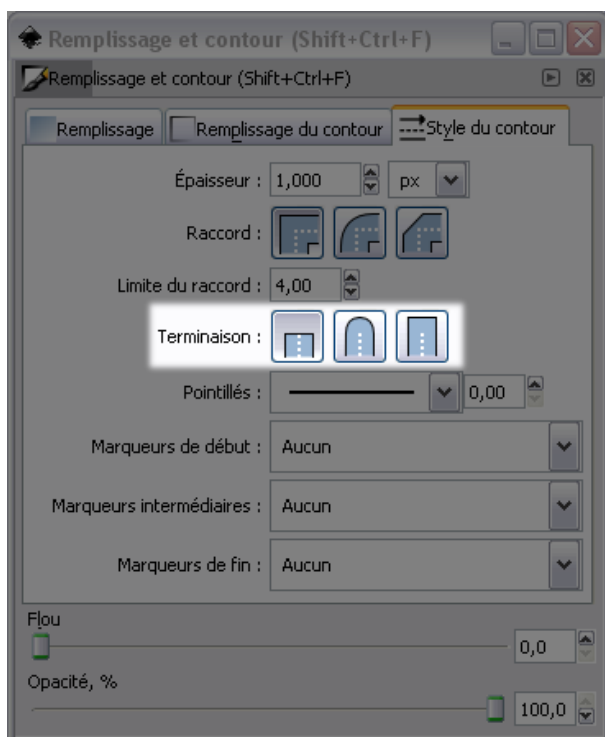 Remplissage et contour (Shift+Ctrl+F)
Remplissage et contour (Shift+Ctrl+F)
Remplissage Remplissage du contour Style du contour
Épaisseur : 1,000 px
Raccord :
Limite du raccord : 4,00
Terminaison :
Pointillés : 0,00
Marqueurs de début : Aucun
Marqueurs intermédiaires : Aucun
Marqueurs de fin : Aucun
Flou
0,0
Opacité, %
100,0